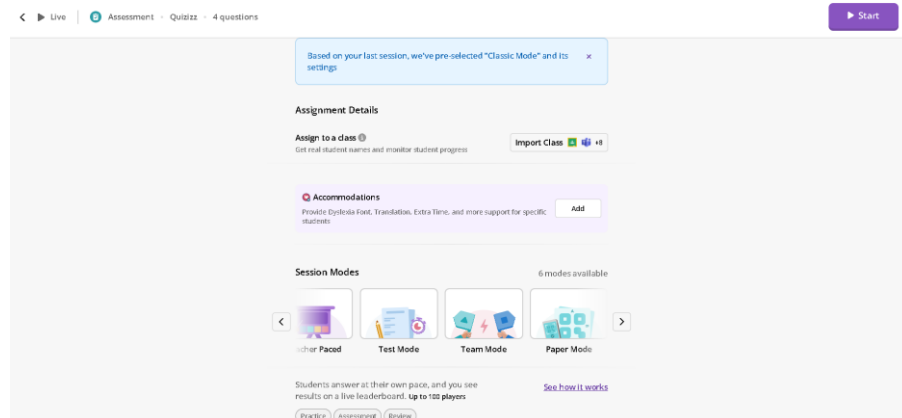 Live Assessment · Quizizz · 4 questions Start
Based on your last session, we've pre-selected "Classic Mode" and its
settings
Assignment Details
Assign to a class
Get real student names and monitor student progress
Import Class +8
Accommodations
Provide Dyslexia Font, Translation, Extra Time, and more support for specific
students
Add
Session Modes 6 modes available
cher Paced Test Mode Team Mode Paper Mode
Students answer at their own pace, and you see
results on a live leaderboard. Up to 100 players
See how it works
Practice Assessment Review